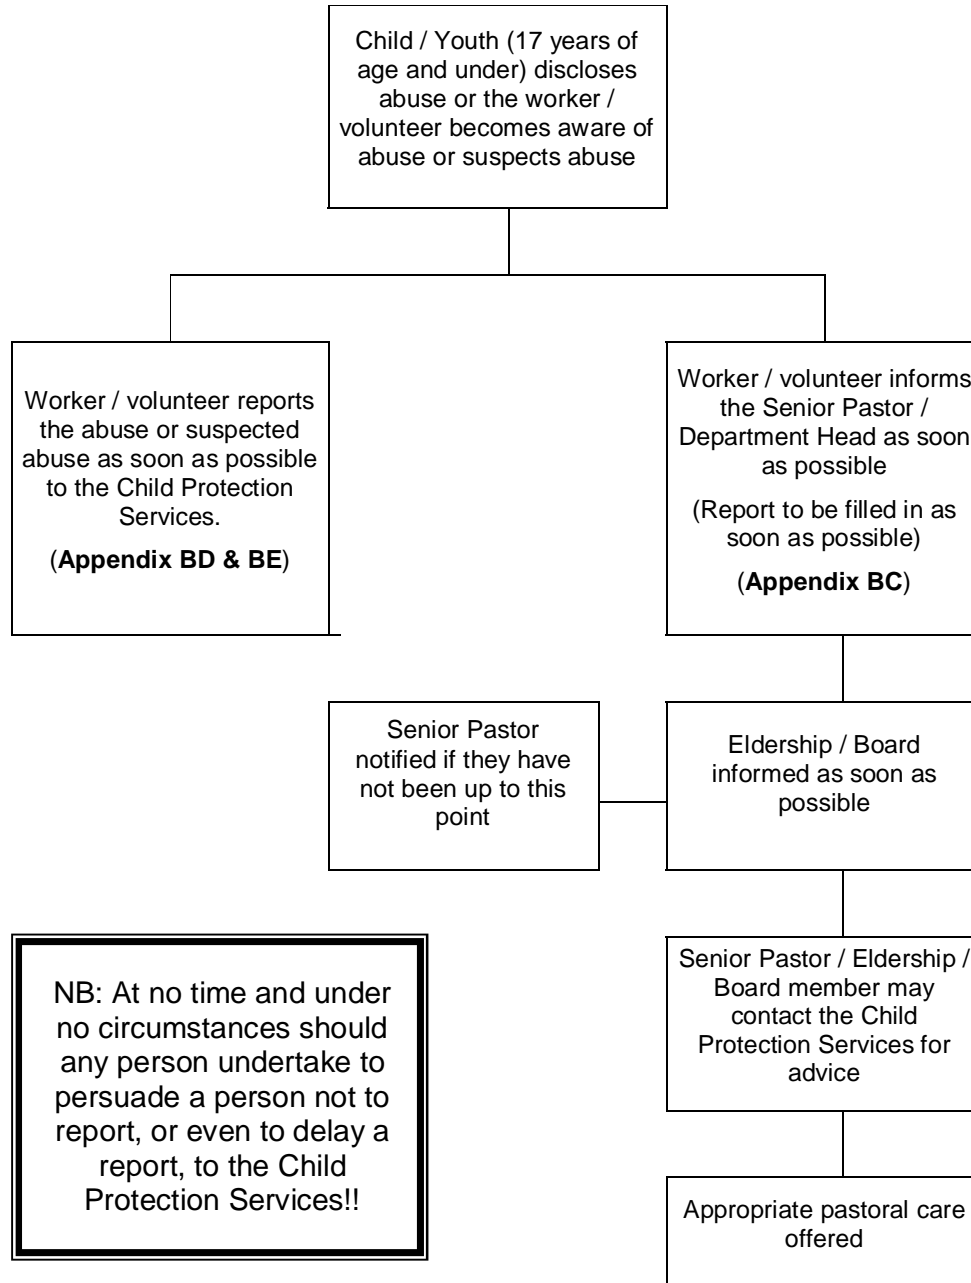 Child / Youth (17 years of
age and under) discloses
abuse or the worker /
volunteer becomes aware of
abuse or suspects abuse
Worker / volunteer reports
the abuse or suspected
abuse as soon as possible
to the Child Protection
Services.
(Appendix BD & BE)
Worker / volunteer informs
the Senior Pastor /
Department Head as soon
as possible
(Report to be filled in as
soon as possible)
(Appendix BC)
Senior Pastor
notified if they have
not been up to this
point
Eldership / Board
informed as soon as
possible
NB: At no time and under
no circumstances should
any person undertake to
persuade a person not to
report, or even to delay a
report, to the Child
Protection Services!!
Senior Pastor / Eldership /
Board member may
contact the Child
Protection Services for
advice
Appropriate pastoral care
offered